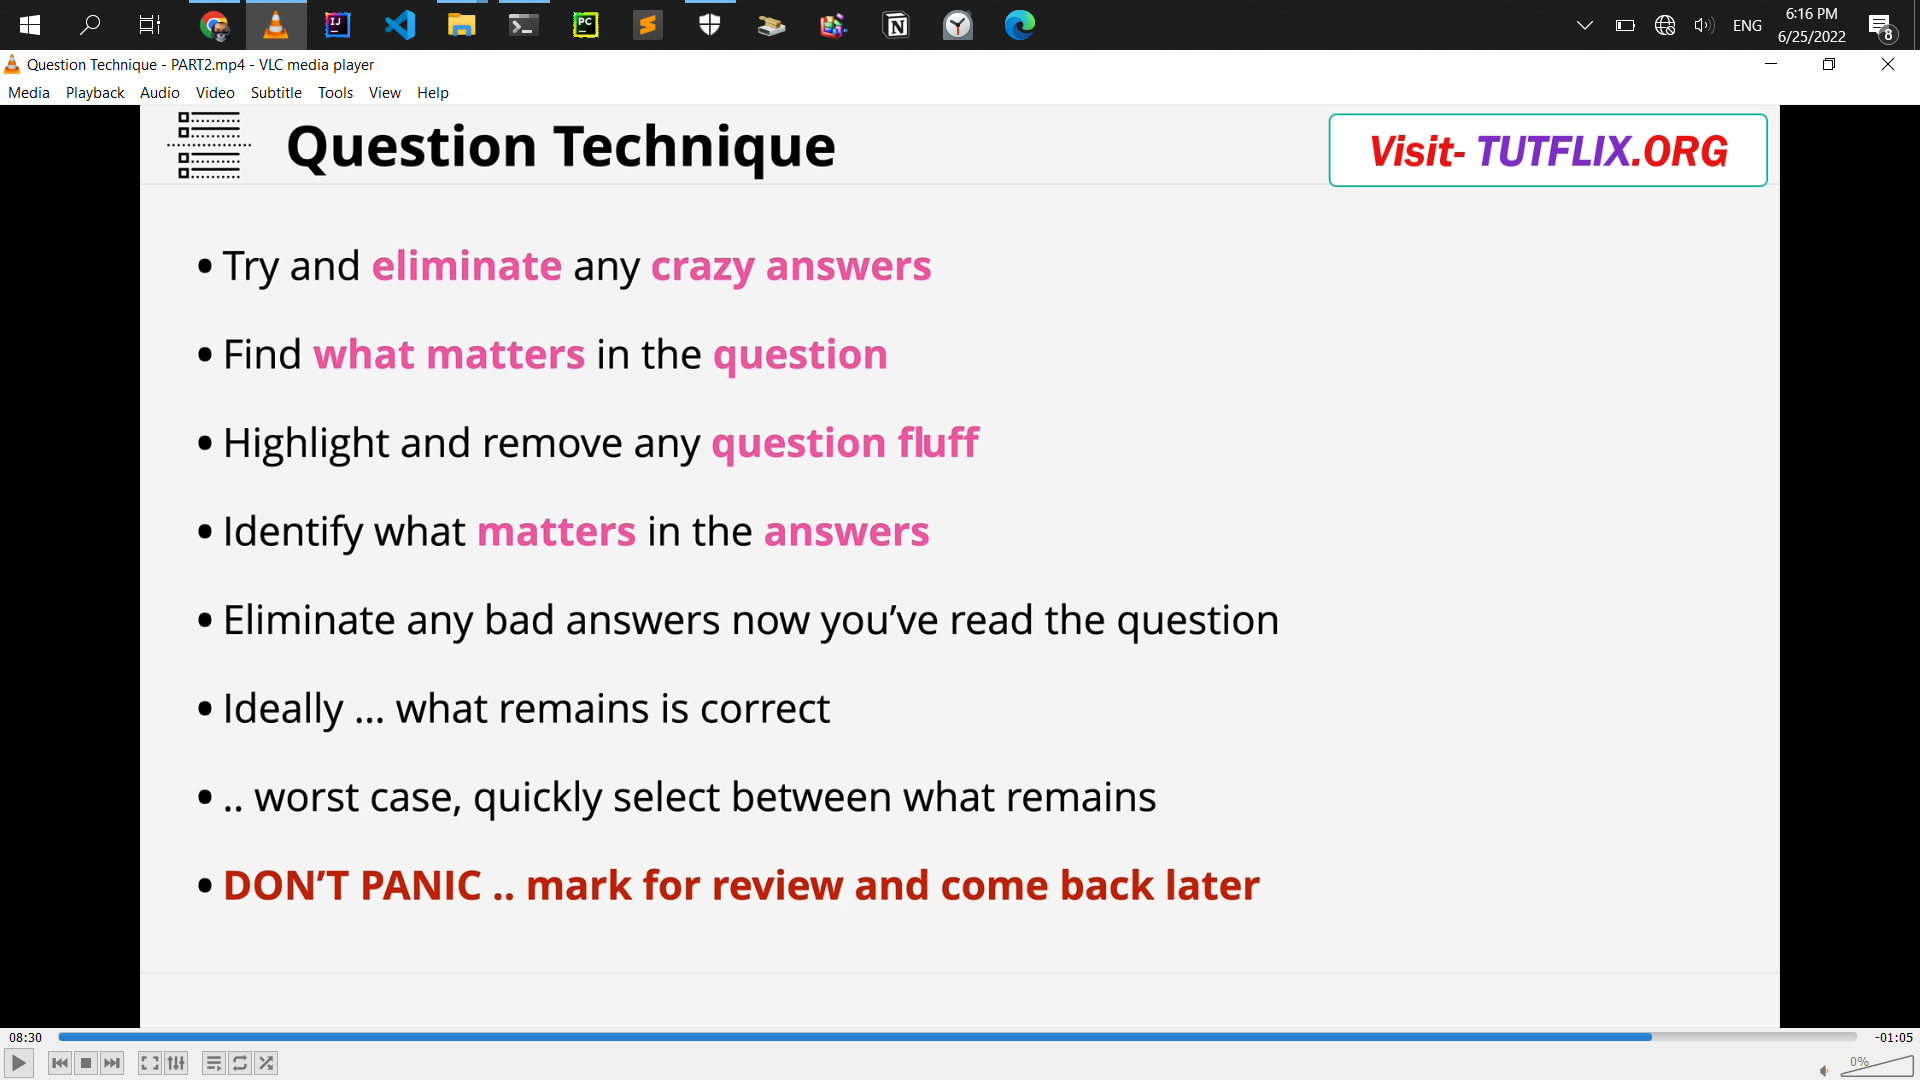 6:16 PM
ENG
6/25/2022
8
Question Technique - PART2.mp4 - VLC media player
Media Playback Audio Video Subtitle Tools View Help
Question Technique
Visit- TUTFLIX.ORG
• Try and eliminate any crazy answers
• Find what matters in the question
• Highlight and remove any question fluff
• Identify what matters in the answers
• Eliminate any bad answers now you’ve read the question
• Ideally ... what remains is correct
• .. worst case, quickly select between what remains
• DON’T PANIC .. mark for review and come back later
08:30
-01:05
0%